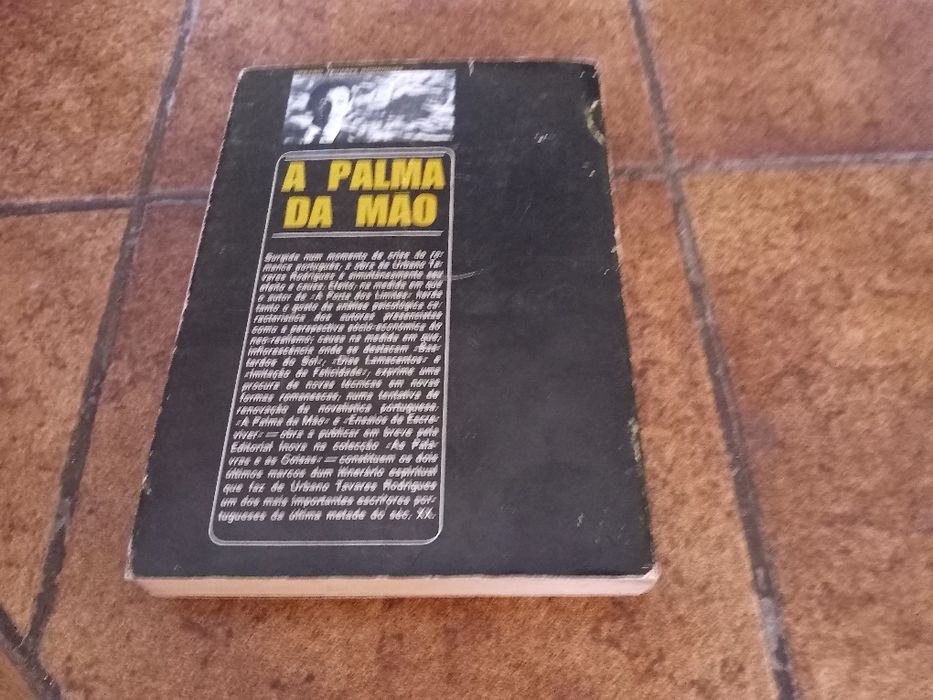 A PALMA
DA MÃO
Surgida num momento de crise do ro-
mance português, a obra de Urbano Ta-
vares Rodrigues é simultaneamente seu
efeito e causa. Efeito, na medida em que
o autor de «A Porta dos Limites» herda
tanto o gosto da análise psicológica ca-
racterística dos autores presencistas
como a perspectiva sócio-económica do
neo-realismo; causa na medida em que,
inflorescência onde se destacam «Bas-
tardos do Sol», «Dias Lamacentos» e
«Imitação da Felicidade», exprime uma
procura de novas técnicas em novas
formas romanescas, numa tentativa de
renovação da novelística portuguesa.
«A Palma da Mão» e «Ensaios de Escre-
viver» — obra a publicar em breve pela
Editorial Inova na colecção «As Pala-
vras e as Coisas» — constituem os dois
últimos marcos dum itinerário espiritual
que faz de Urbano Tavares Rodrigues
um dos mais importantes escritores por-
tugueses da última metade do séc. XX.